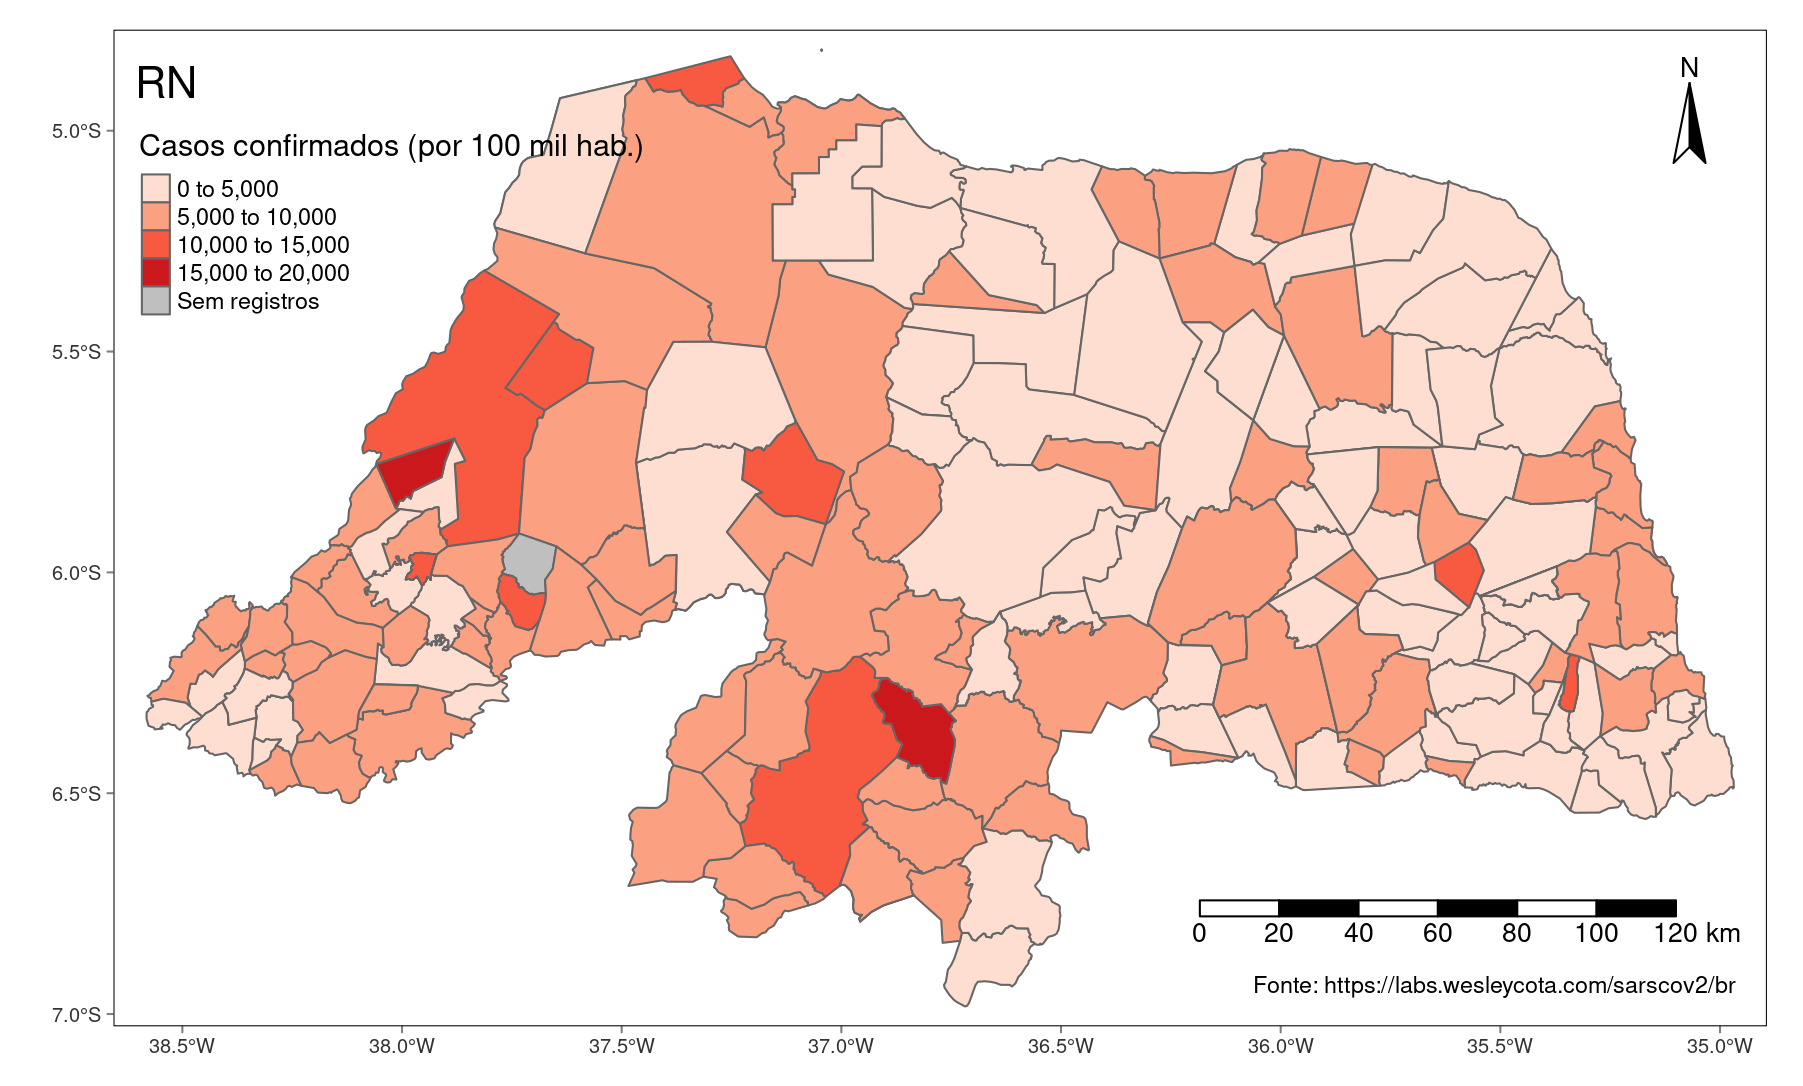 RN
N
Casos confirmados (por 100 mil hab.)
0 to 5,000
5,000 to 10,000
10,000 to 15,000
15,000 to 20,000
Sem registros
5.0°S
5.5°S
6.0°S
6.5°S
7.0°S
0 20 40 60 80 100 120 km
Fonte: https://labs.wesleycota.com/sarscov2/br
38.5°W 38.0°W 37.5°W 37.0°W 36.5°W 36.0°W 35.5°W 35.0°W